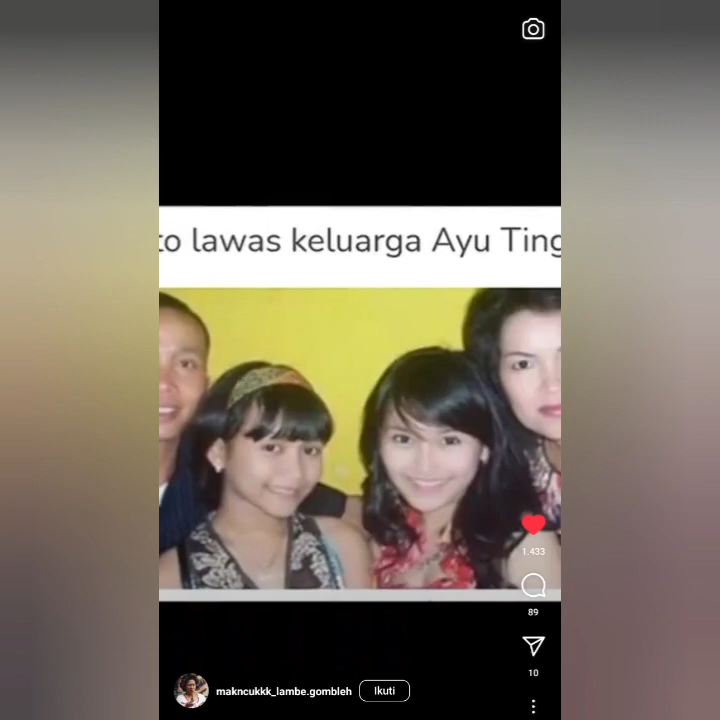 to lawas keluarga Ayu Ting
1.433
89
10
makncukkk_lambe.gombleh
Ikuti